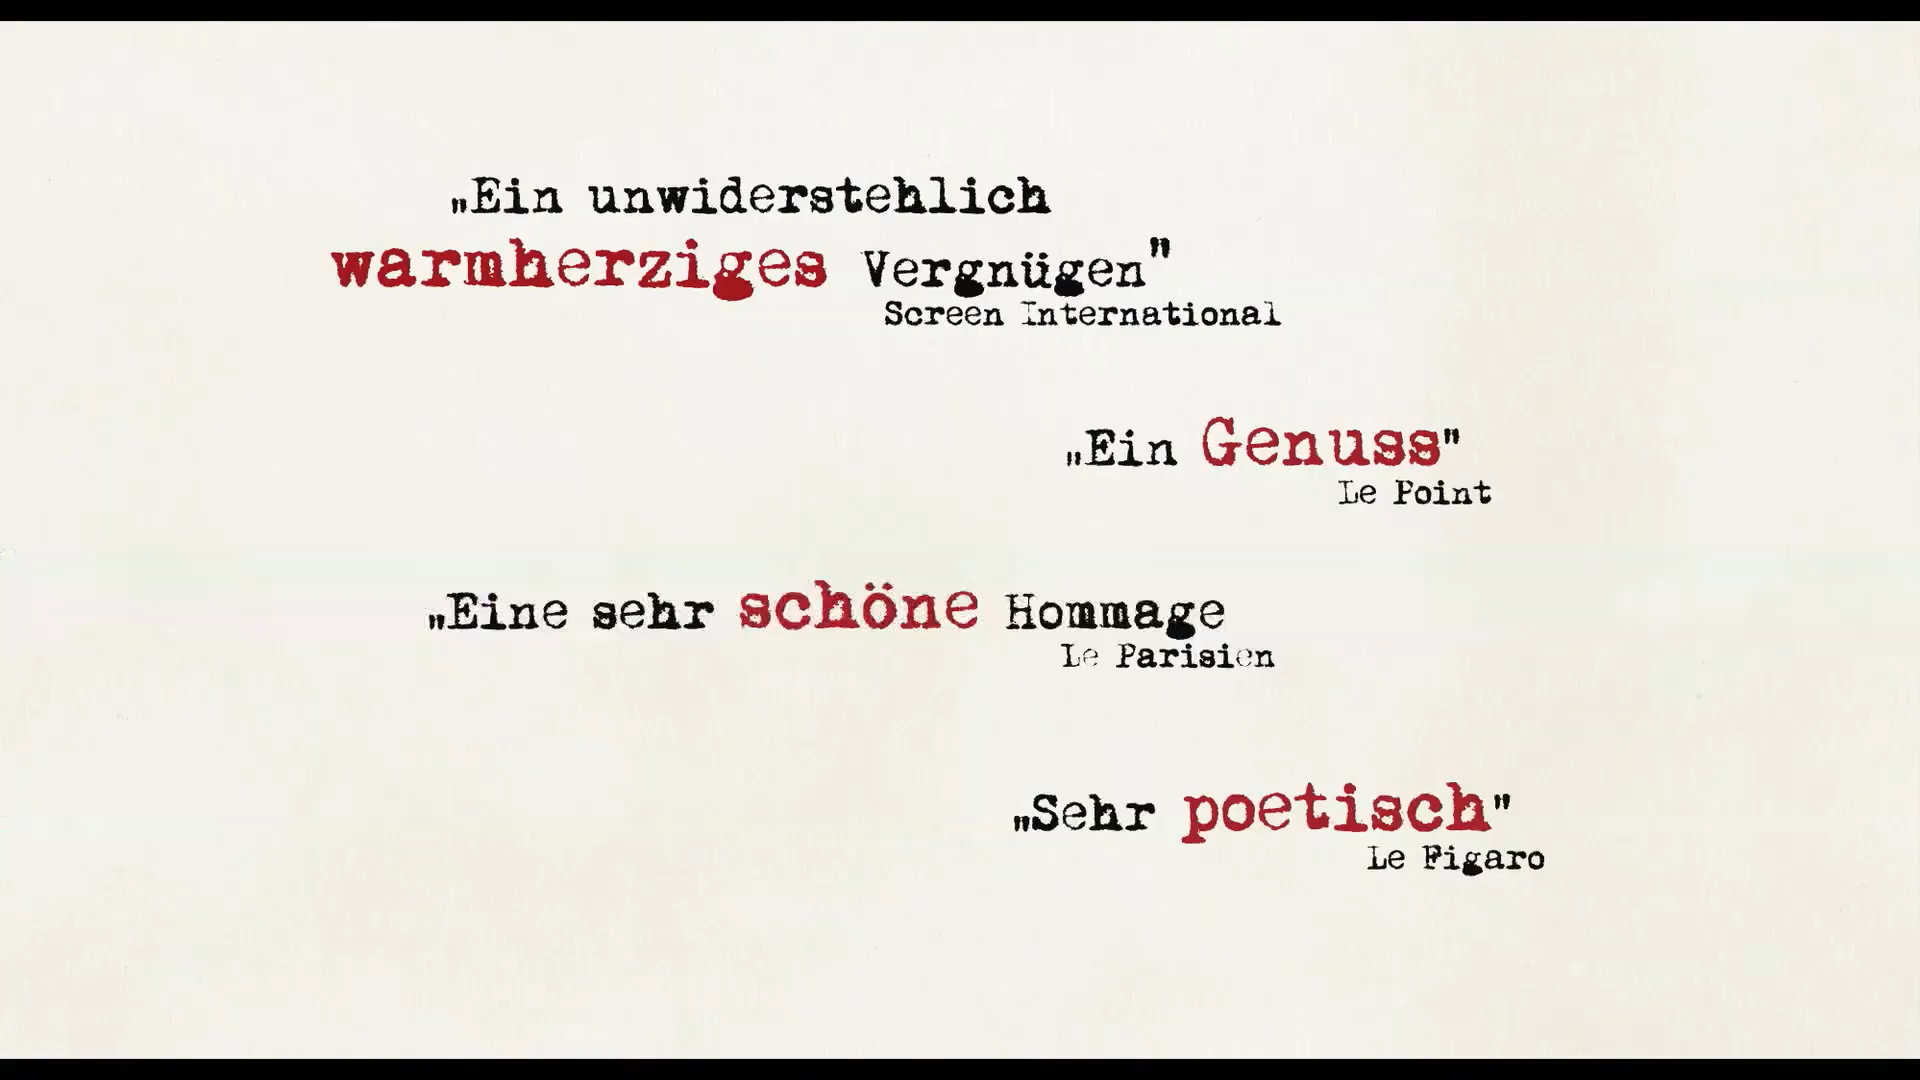 „Ein unwiderstehlich
warmherziges Vergnügen"
Screen International
„Ein Genuss"
Le Point
„Eine sehr schöne Hommage
Le Parisien
„Sehr poetisch"
Le Figaro